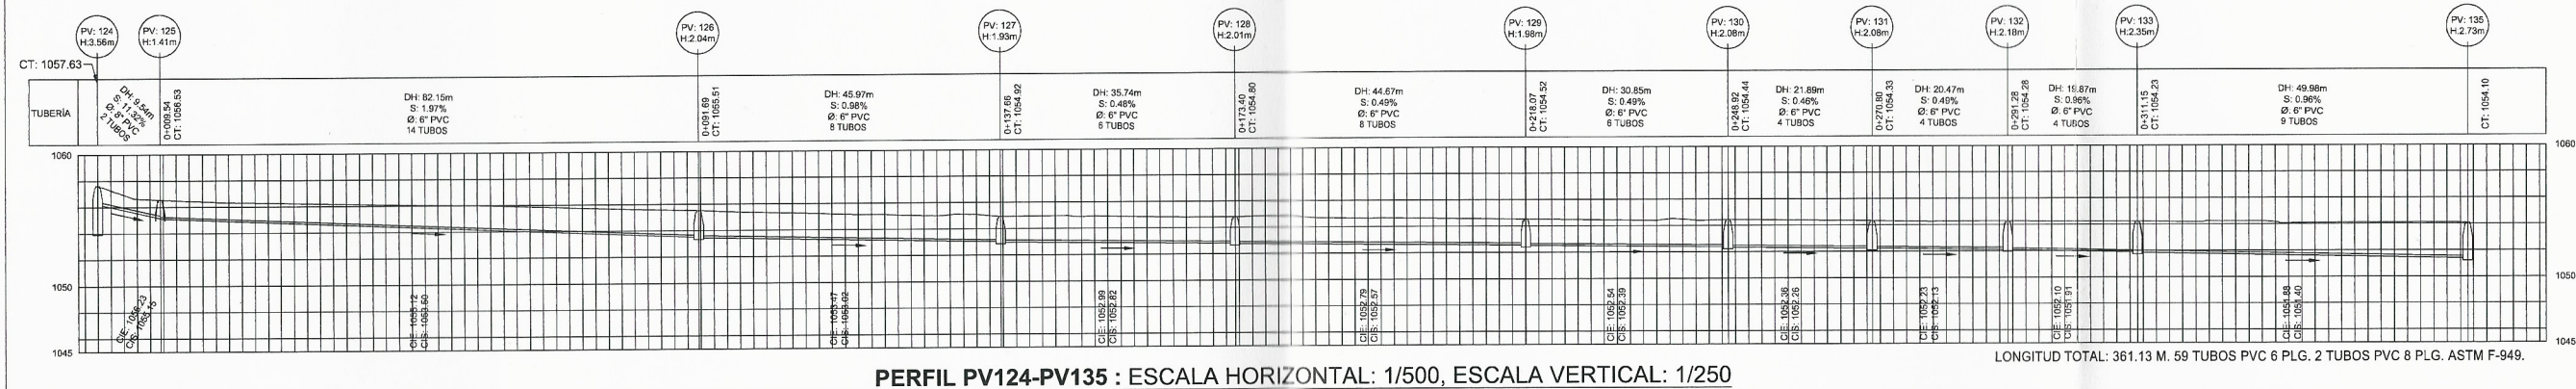 PV: 124
H:3.56m
PV: 125
H:1.41m
PV: 126
H:2.04m
PV: 127
H:1.93m
PV: 128
H:2.01m
PV: 129
H:1.98m
PV: 130
H:2.08m
PV: 131
H:2.08m
PV: 132
H:2.18m
PV: 133
H:2.35m
PV: 135
H:2.73m
CT: 1057.63
TUBERÍA
DH: 9.54m
S: 11.32%
Ø: 8" PVC
2 TUBOS
0+009.54
CT: 1056.53
DH: 82.15m
S: 1.97%
Ø: 6" PVC
14 TUBOS
0+091.69
CT: 1055.51
DH: 45.97m
S: 0.98%
Ø: 6" PVC
8 TUBOS
0+137.66
CT: 1054.92
DH: 35.74m
S: 0.48%
Ø: 6" PVC
6 TUBOS
0+173.40
CT: 1054.80
DH: 44.67m
S: 0.49%
Ø: 6" PVC
8 TUBOS
0+218.07
CT: 1054.52
DH: 30.85m
S: 0.49%
Ø: 6" PVC
6 TUBOS
0+248.92
CT: 1054.44
DH: 21.89m
S: 0.46%
Ø: 6" PVC
4 TUBOS
0+270.80
CT: 1054.33
DH: 20.47m
S: 0.49%
Ø: 6" PVC
4 TUBOS
0+291.28
CT: 1054.28
DH: 19.87m
S: 0.96%
Ø: 6" PVC
4 TUBOS
0+311.15
CT: 1054.23
DH: 49.98m
S: 0.96%
Ø: 6" PVC
9 TUBOS
CT: 1054.10
1060
1060
1050
1050
1045
1045
CIE: 1056.23
CIS: 1055.15
CIE: 1055.12
CIS: 1053.50
CIE: 1053.47
CIS: 1053.02
CIE: 1052.99
CIS: 1052.82
CIE: 1052.79
CIS: 1052.57
CIE: 1052.54
CIS: 1052.39
CIE: 1052.36
CIS: 1052.26
CIE: 1052.23
CIS: 1052.13
CIE: 1052.10
CIS: 1051.91
CIE: 1051.88
CIS: 1051.40
LONGITUD TOTAL: 361.13 M. 59 TUBOS PVC 6 PLG. 2 TUBOS PVC 8 PLG. ASTM F-949.
PERFIL PV124-PV135 : ESCALA HORIZONTAL: 1/500, ESCALA VERTICAL: 1/250